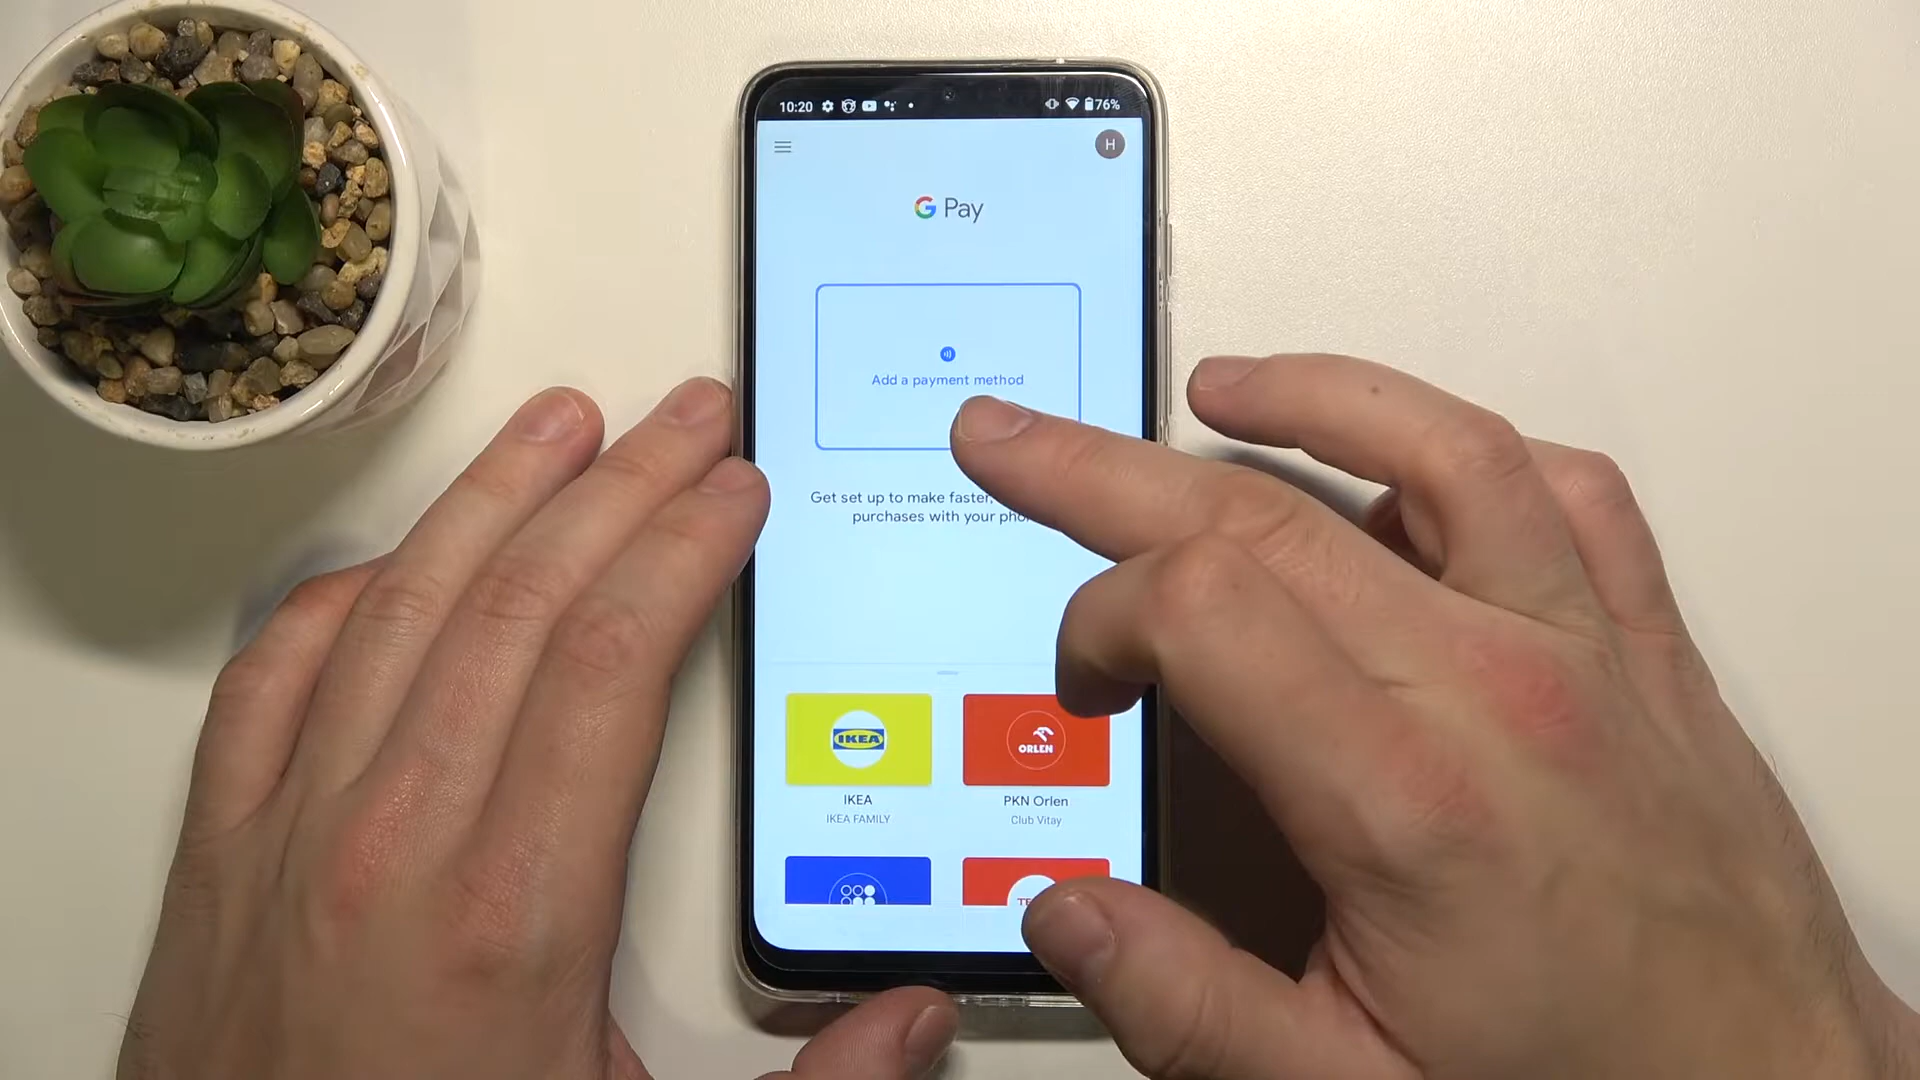 10:20
76%
H
G Pay
Add a payment method
Get set up to make faster,
purchases with your
IKEA
ORLEN
IKEA
PKN Orlen
IKEA FAMILY
Club Vitay